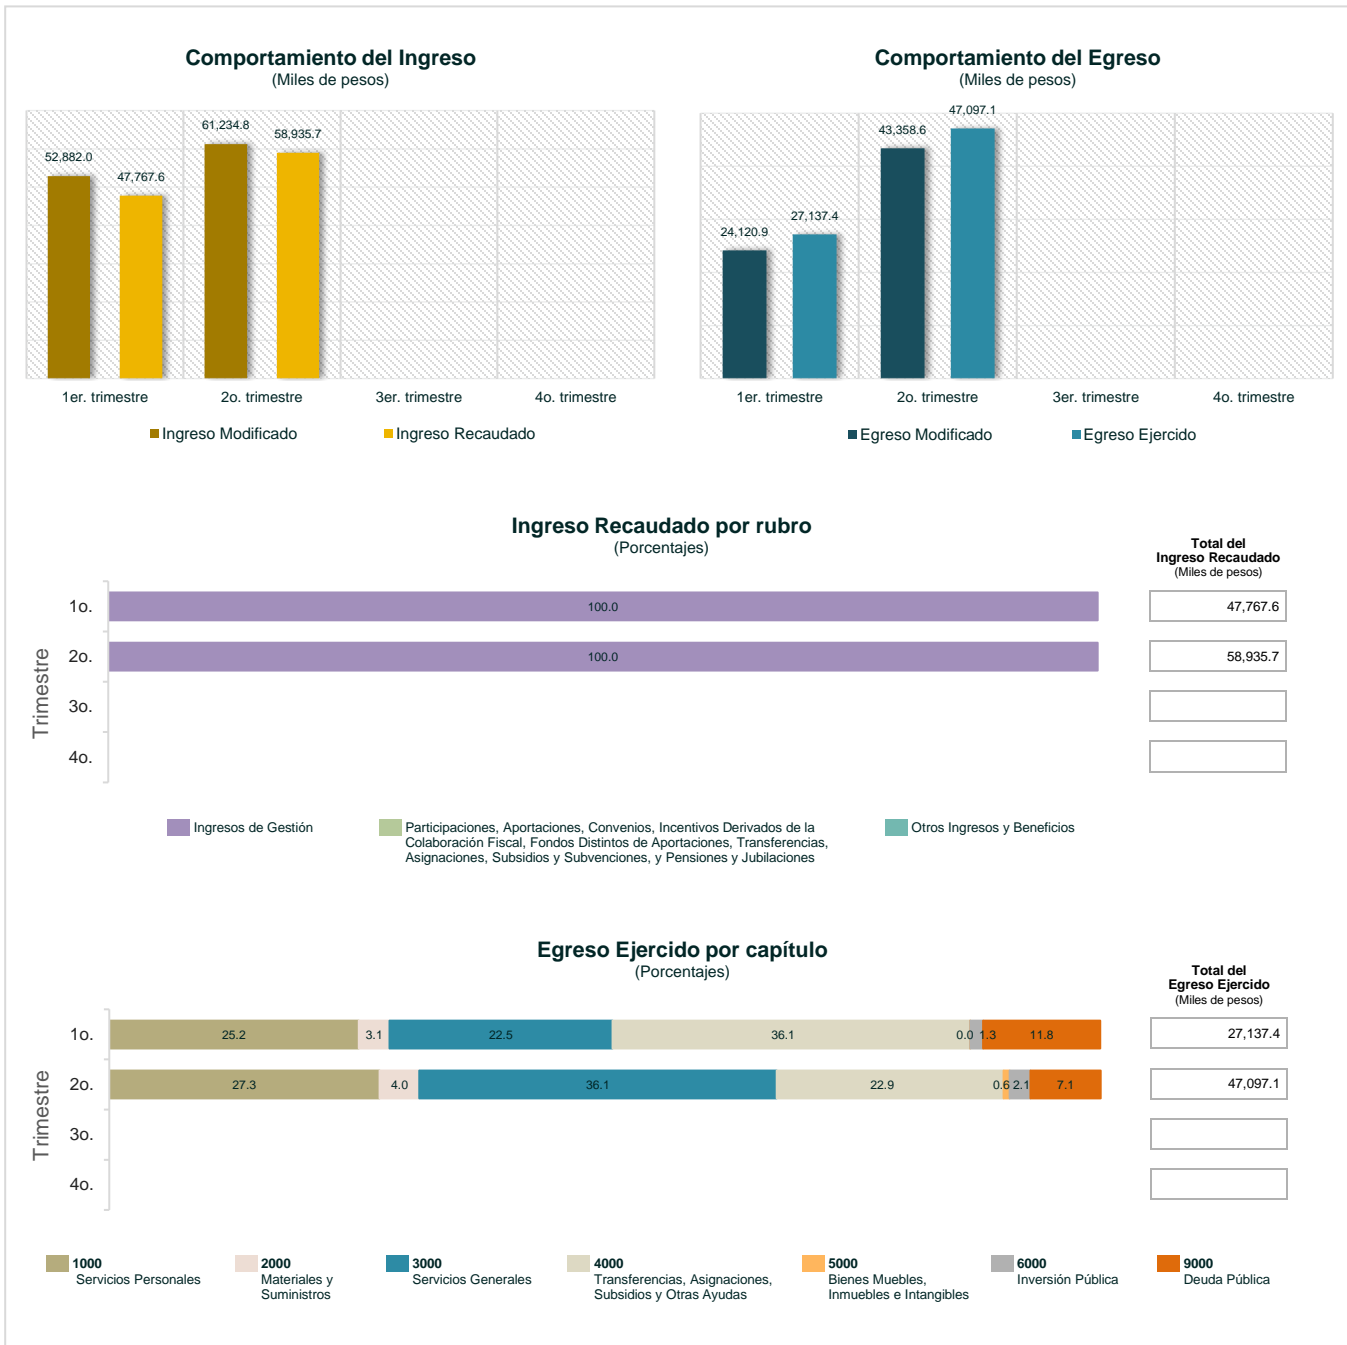 Comportamiento del Ingreso
(Miles de pesos)
61,234.8
58,935.7
52,882.0
47,767.6
1er. trimestre 2o. trimestre 3er. trimestre 4o. trimestre
Ingreso Modificado Ingreso Recaudado
Comportamiento del Egreso
(Miles de pesos)
47,097.1
43,358.6
27,137.4
24,120.9
1er. trimestre 2o. trimestre 3er. trimestre 4o. trimestre
Egreso Modificado Egreso Ejercido
Ingreso Recaudado por rubro
(Porcentajes)
Total del
Ingreso Recaudado
(Miles de pesos)
Trimestre
1o. 100.0 47,767.6
2o. 100.0 58,935.7
3o.
4o.
Ingresos de Gestión
Participaciones, Aportaciones, Convenios, Incentivos Derivados de la
Colaboración Fiscal, Fondos Distintos de Aportaciones, Transferencias,
Asignaciones, Subsidios y Subvenciones, y Pensiones y Jubilaciones
Otros Ingresos y Beneficios
Egreso Ejercido por capítulo
(Porcentajes)
Total del
Egreso Ejercido
(Miles de pesos)
Trimestre
1o. 25.2 3.1 22.5 36.1 0.0 1.3 11.8 27,137.4
2o. 27.3 4.0 36.1 22.9 0.6 2.1 7.1 47,097.1
3o.
4o.
1000
Servicios Personales
2000
Materiales y
Suministros
3000
Servicios Generales
4000
Transferencias, Asignaciones,
Subsidios y Otras Ayudas
5000
Bienes Muebles,
Inmuebles e Intangibles
6000
Inversión Pública
9000
Deuda Pública